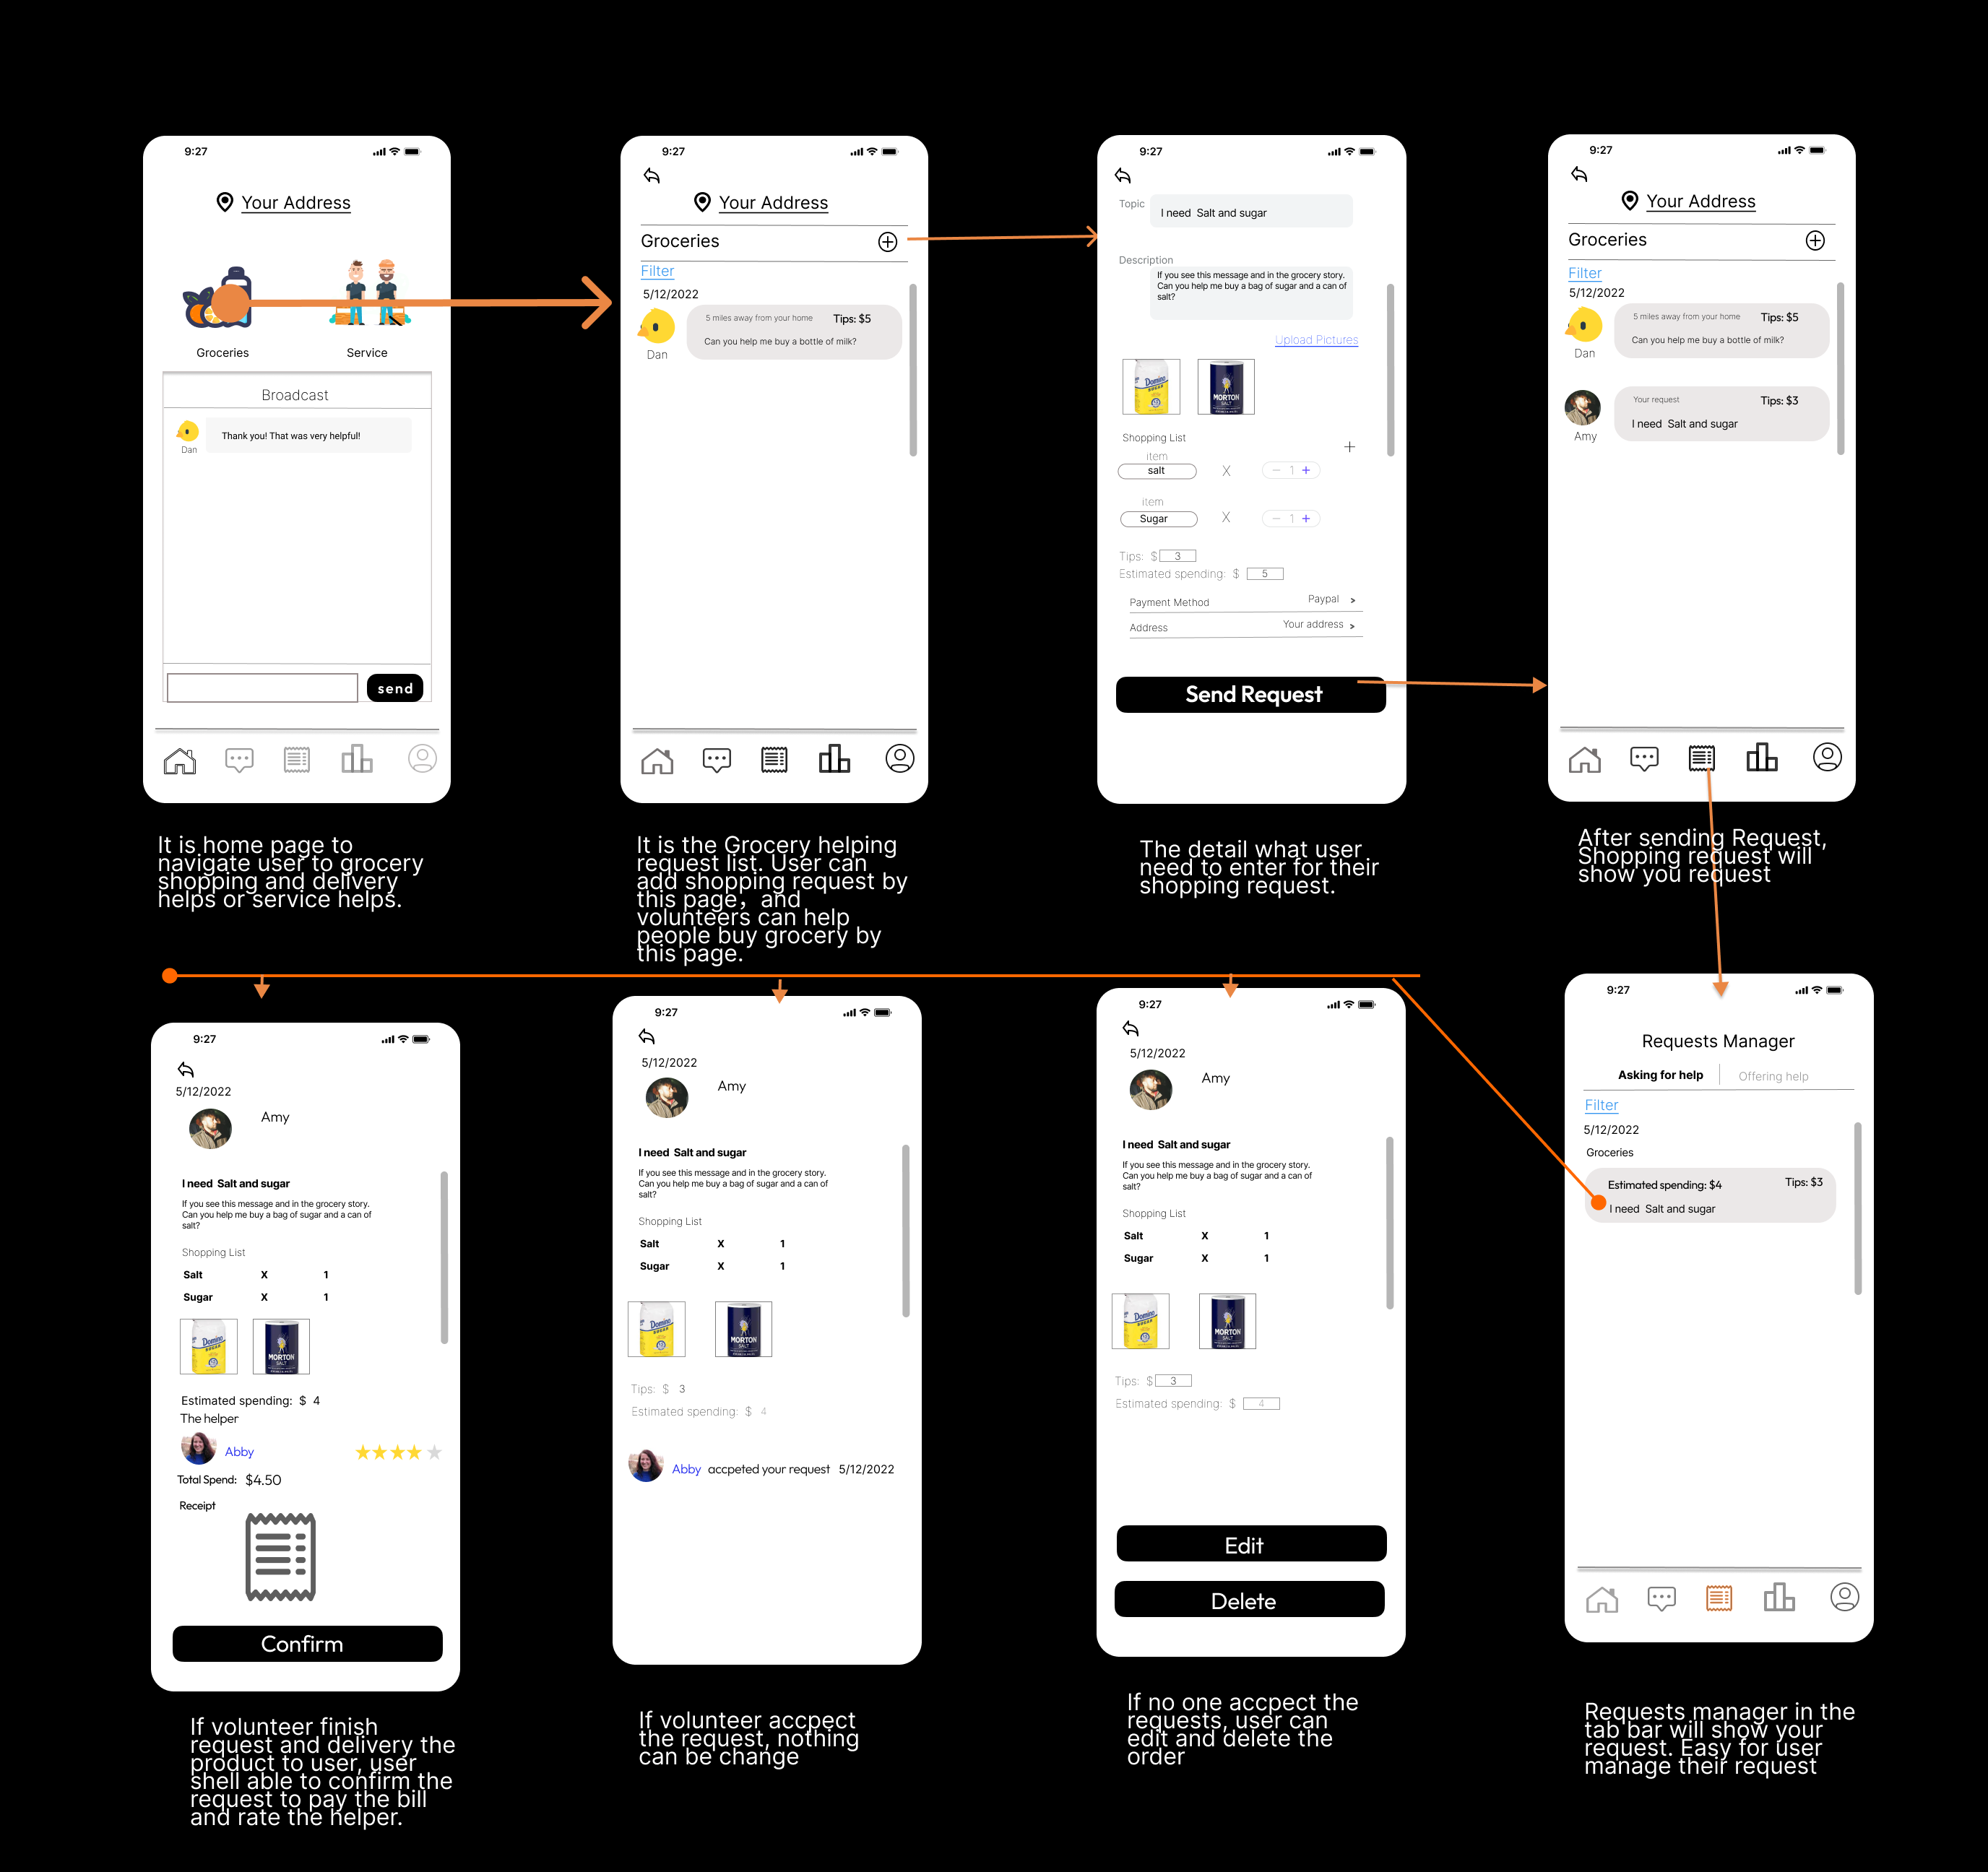 9:27
Your Address
Groceries
Service
Broadcast
Thank you! That was very helpful!
Dan
send
It is home page to
navigate user to grocery
shopping and delivery
helps or service helps.
9:27
Your Address
Groceries
Filter
5/12/2022
5 miles away from your home Tips: $5
Can you help me buy a bottle of milk?
Dan
It is the Grocery helping
request list. User can
add shopping request by
this page, and
volunteers can help
people buy grocery by
this page.
9:27
Topic
I need Salt and sugar
Description
If you see this message and in the grocery story.
Can you help me buy a bag of sugar and a can of
salt?
Upload Pictures
Domino
SUGAR
MORTON
SALT
Shopping List
+
item
salt X − 1 +
item
Sugar X − 1 +
Tips: $ 3
Estimated spending: $ 5
Payment Method Paypal >
Address Your address >
Send Request
The detail what user
need to enter for their
shopping request.
9:27
Your Address
Groceries
Filter
5/12/2022
5 miles away from your home Tips: $5
Can you help me buy a bottle of milk?
Dan
Your request Tips: $3
I need Salt and sugar
Amy
After sending Request,
Shopping request will
show you request
9:27
5/12/2022
Amy
I need Salt and sugar
If you see this message and in the grocery story.
Can you help me buy a bag of sugar and a can of
salt?
Shopping List
Salt X 1
Sugar X 1
Domino
SUGAR
MORTON
SALT
Estimated spending: $ 4
The helper
Abby
Total Spend: $4.50
Receipt
Confirm
If volunteer finish
request and delivery the
product to user, user
shell able to confirm the
request to pay the bill
and rate the helper.
9:27
5/12/2022
Amy
I need Salt and sugar
If you see this message and in the grocery story.
Can you help me buy a bag of sugar and a can of
salt?
Shopping List
Salt X 1
Sugar X 1
Domino
SUGAR
MORTON
SALT
Tips: $ 3
Estimated spending: $ 4
Abby accpeted your request 5/12/2022
If volunteer accpect
the request, nothing
can be change
9:27
5/12/2022
Amy
I need Salt and sugar
If you see this message and in the grocery story.
Can you help me buy a bag of sugar and a can of
salt?
Shopping List
Salt X 1
Sugar X 1
Domino
SUGAR
MORTON
SALT
Tips: $ 3
Estimated spending: $ 4
Edit
Delete
If no one accpect the
requests, user can
edit and delete the
order
9:27
Requests Manager
Asking for help Offering help
Filter
5/12/2022
Groceries
Estimated spending: $4 Tips: $3
I need Salt and sugar
Requests manager in the
tab bar will show your
request. Easy for user
manage their request